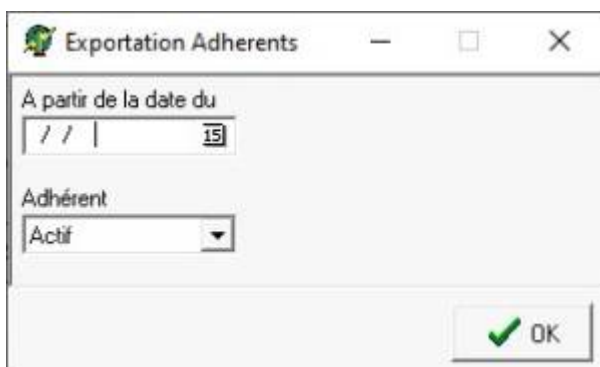 Exportation Adherents
A partir de la date du
/ /
15
Adhérent
Actif
OK